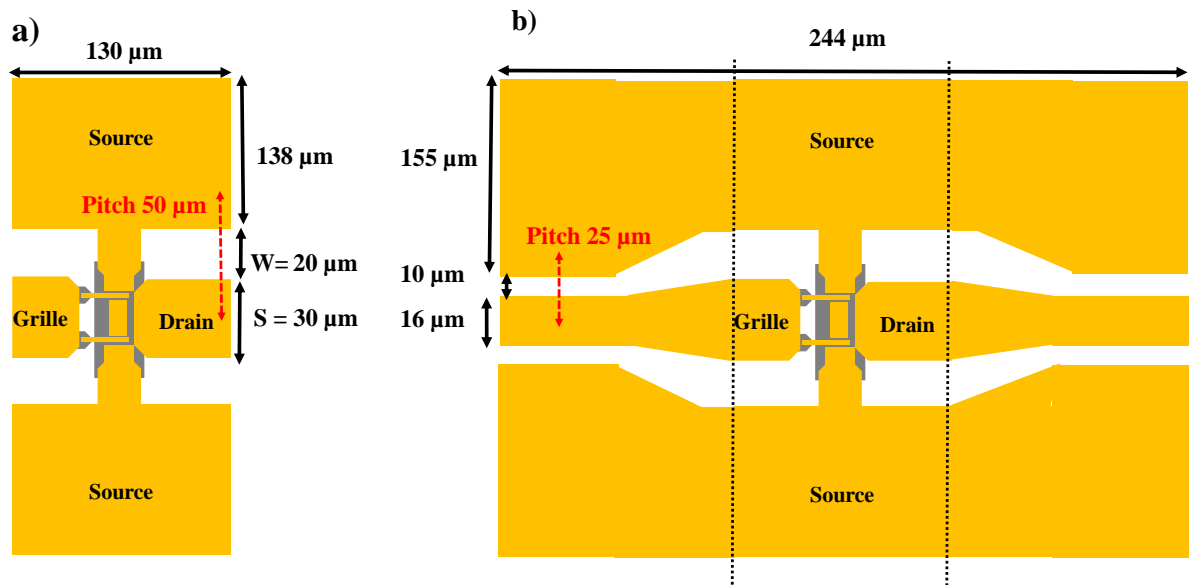 a)
130 µm
Source
138 µm
Pitch 50 µm
W= 20 µm
Grille
Drain
S = 30 µm
Source
b)
244 µm
Source
155 µm
Pitch 25 µm
10 µm
16 µm
Grille
Drain
Source